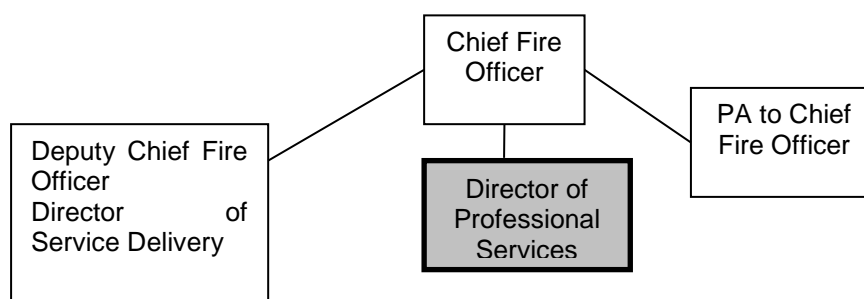 Chief Fire
Officer
PA to Chief
Fire Officer
Deputy Chief Fire
Officer
Director of
Service Delivery
Director of
Professional
Services